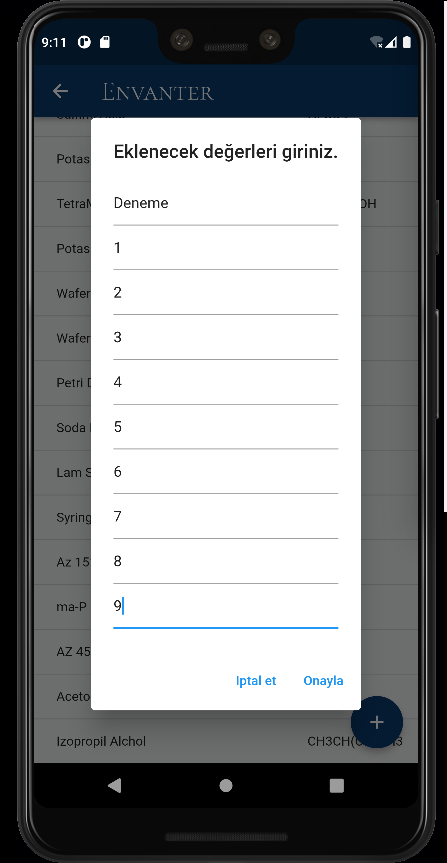 9:11
ENVANTER
Eklenecek değerleri giriniz.
Potas
Deneme
TetraM
OH
Potas
1
Wafer
2
Wafer
3
Petri D
4
Soda
5
Lam S
6
Syring
7
Az 15
8
ma-P
9
AZ 45
Iptal et
Onayla
Aceto
+
Izopropil Alchol
CH3CH(
3